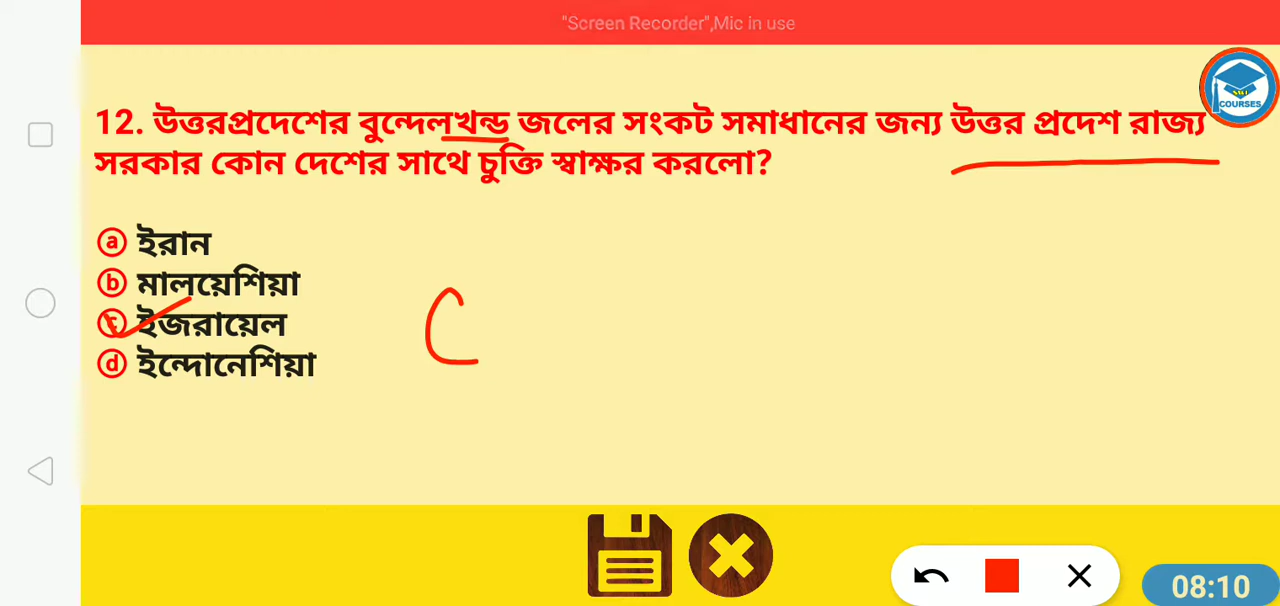 "Screen Recorder",Mic in use
COURSES
12. উত্তরপ্রদেশের বুন্দেলখন্ড জলের সংকট সমাধানের জন্য উত্তর প্রদেশ রাজ্য
সরকার কোন দেশের সাথে চুক্তি স্বাক্ষর করলো?
ⓐ ইরান
ⓑ মালয়েশিয়া
ⓒ ইজরায়েল
ⓓ ইন্দোনেশিয়া
C
08:10